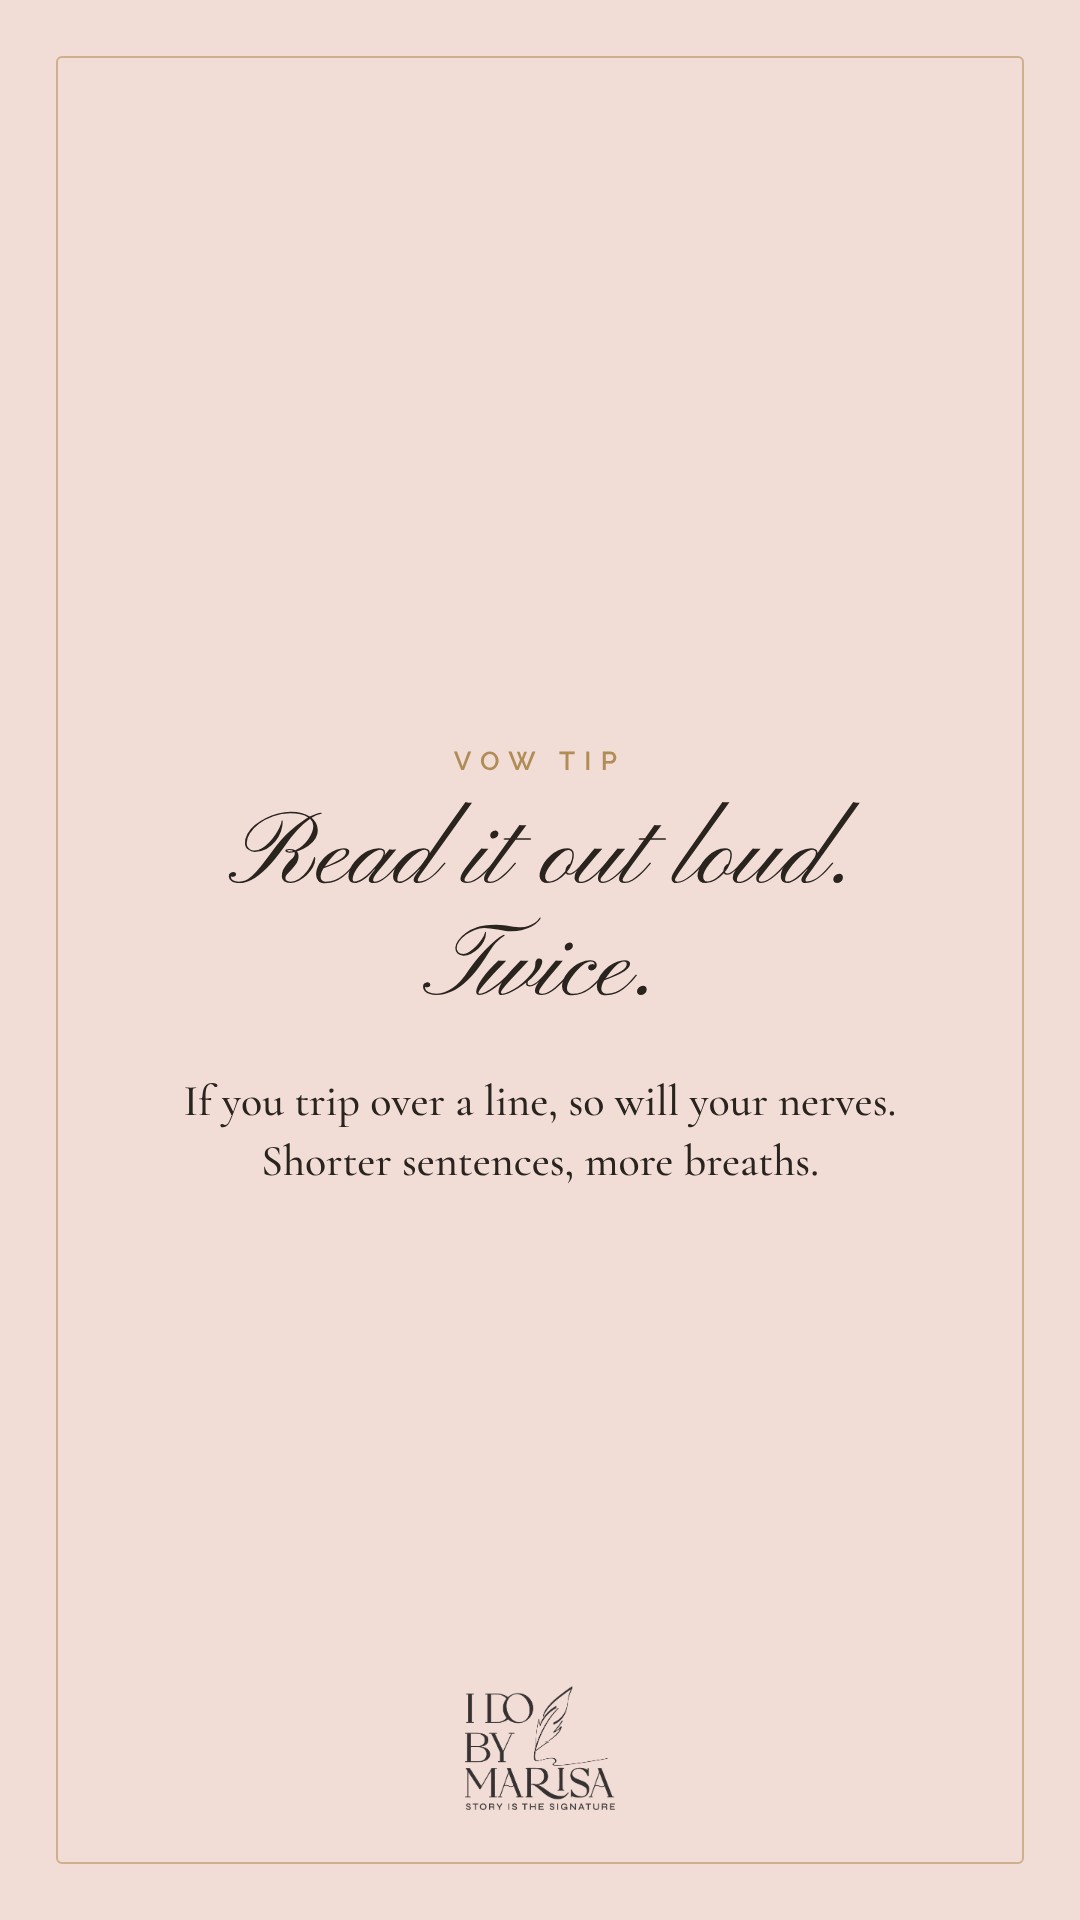 VOW TIP
Read it out loud.
Twice.
If you trip over a line, so will your nerves.
Shorter sentences, more breaths.
I DO
BY
MARISA
STORY IS THE SIGNATURE